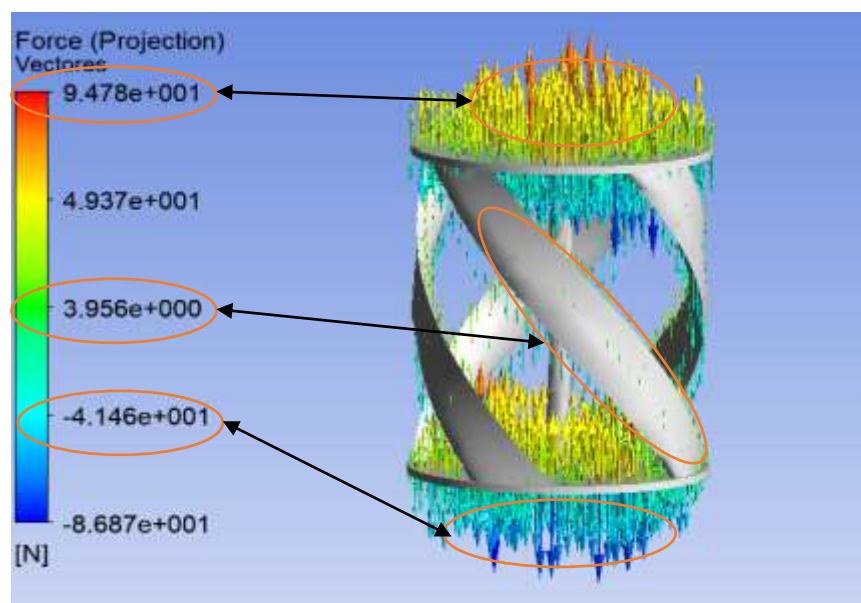 Force (Projection)
Vectores
9.478e+001
4.937e+001
3.956e+000
-4.146e+001
-8.687e+001
[N]